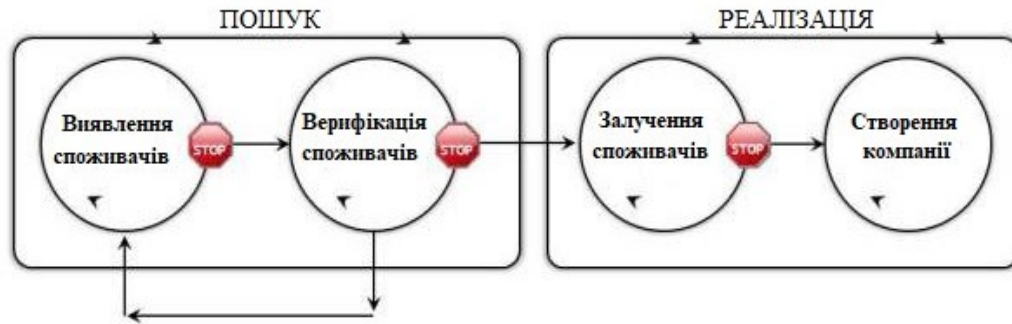 ПОШУК
РЕАЛІЗАЦІЯ
Виявлення
споживачів
STOP
Верифікація
споживачів
STOP
Залучення
споживачів
STOP
Створення
компанії